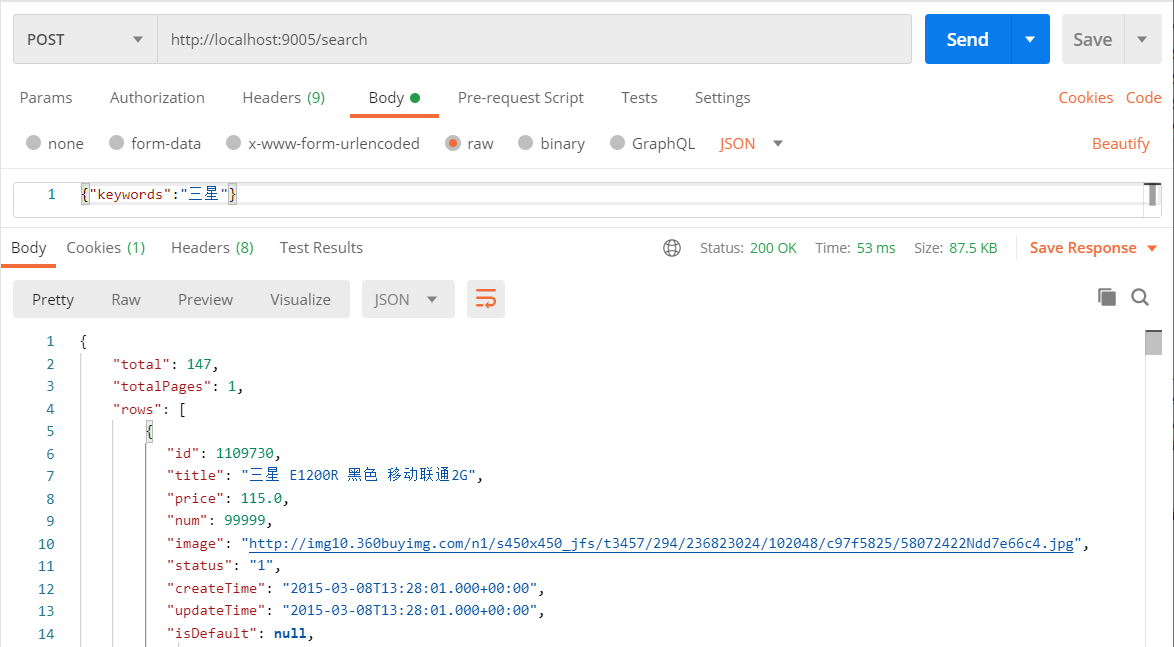 POST http://localhost:9005/search Send Save
Params Authorization Headers (9) Body Pre-request Script Tests Settings Cookies Code
none form-data x-www-form-urlencoded raw binary GraphQL JSON Beautify
1 {"keywords":"三星"}
Body Cookies (1) Headers (8) Test Results Status: 200 OK Time: 53 ms Size: 87.5 KB Save Response
Pretty Raw Preview Visualize JSON
1 {
2 "total": 147,
3 "totalPages": 1,
4 "rows": [
5 {
6 "id": 1109730,
7 "title": "三星 E1200R 黑色 移动联通2G",
8 "price": 115.0,
9 "num": 99999,
10 "image": "http://img10.360buyimg.com/n1/s450x450_jfs/t3457/294/236823024/102048/c97f5825/58072422Ndd7e66c4.jpg",
11 "status": "1",
12 "createTime": "2015-03-08T13:28:01.000+00:00",
13 "updateTime": "2015-03-08T13:28:01.000+00:00",
14 "isDefault": null,